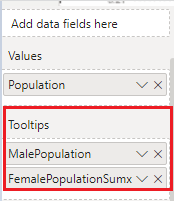 Add data fields here
Values
Population
Tooltips
MalePopulation
FemalePopulationSumx